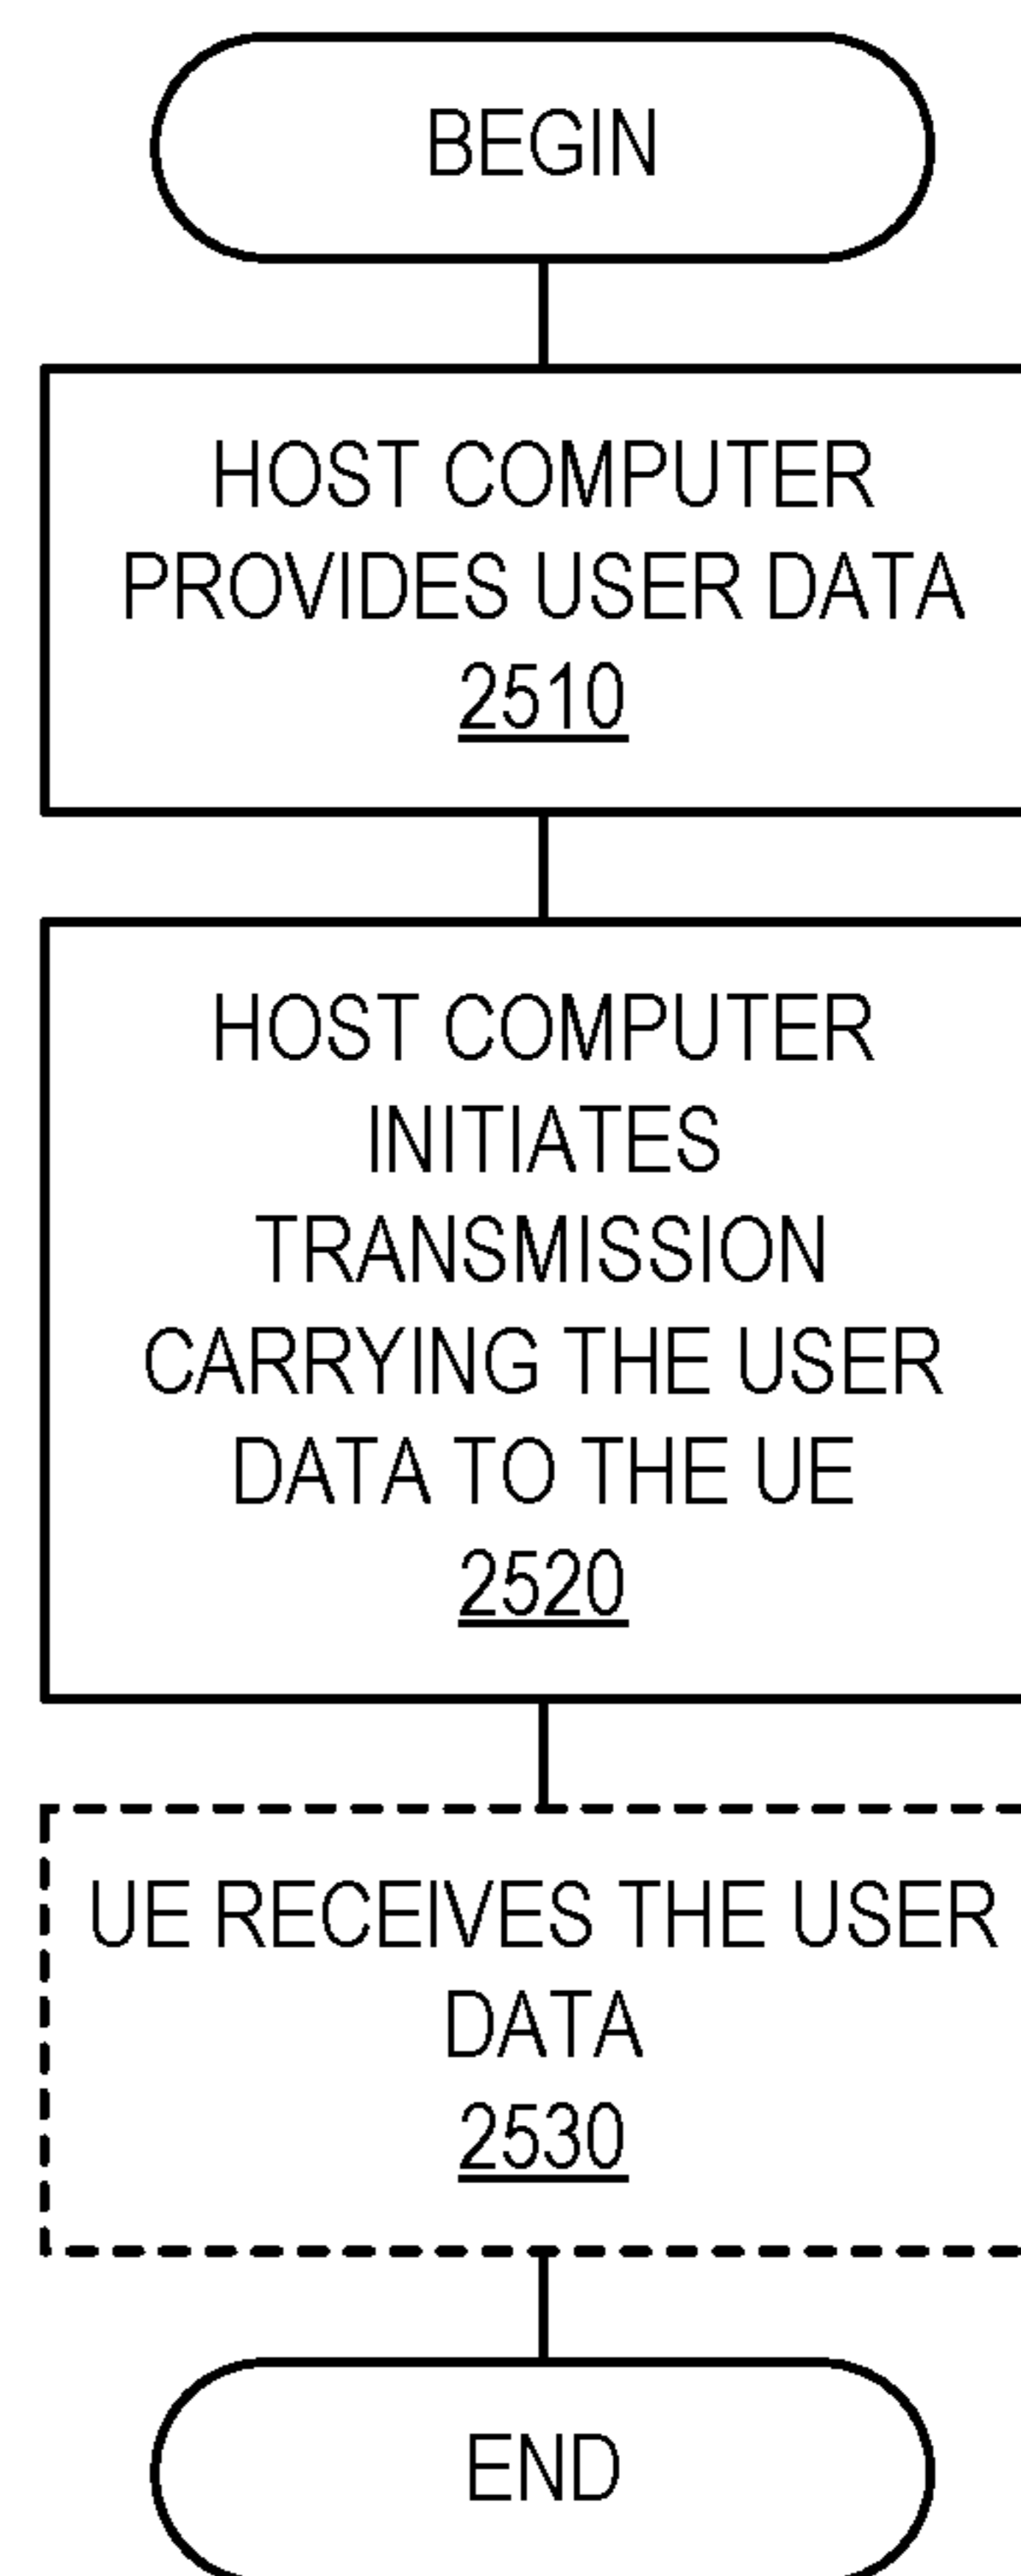 BEGIN
HOST COMPUTER
PROVIDES USER DATA
2510
HOST COMPUTER
INITIATES
TRANSMISSION
CARRYING THE USER
DATA TO THE UE
2520
UE RECEIVES THE USER
DATA
2530
END